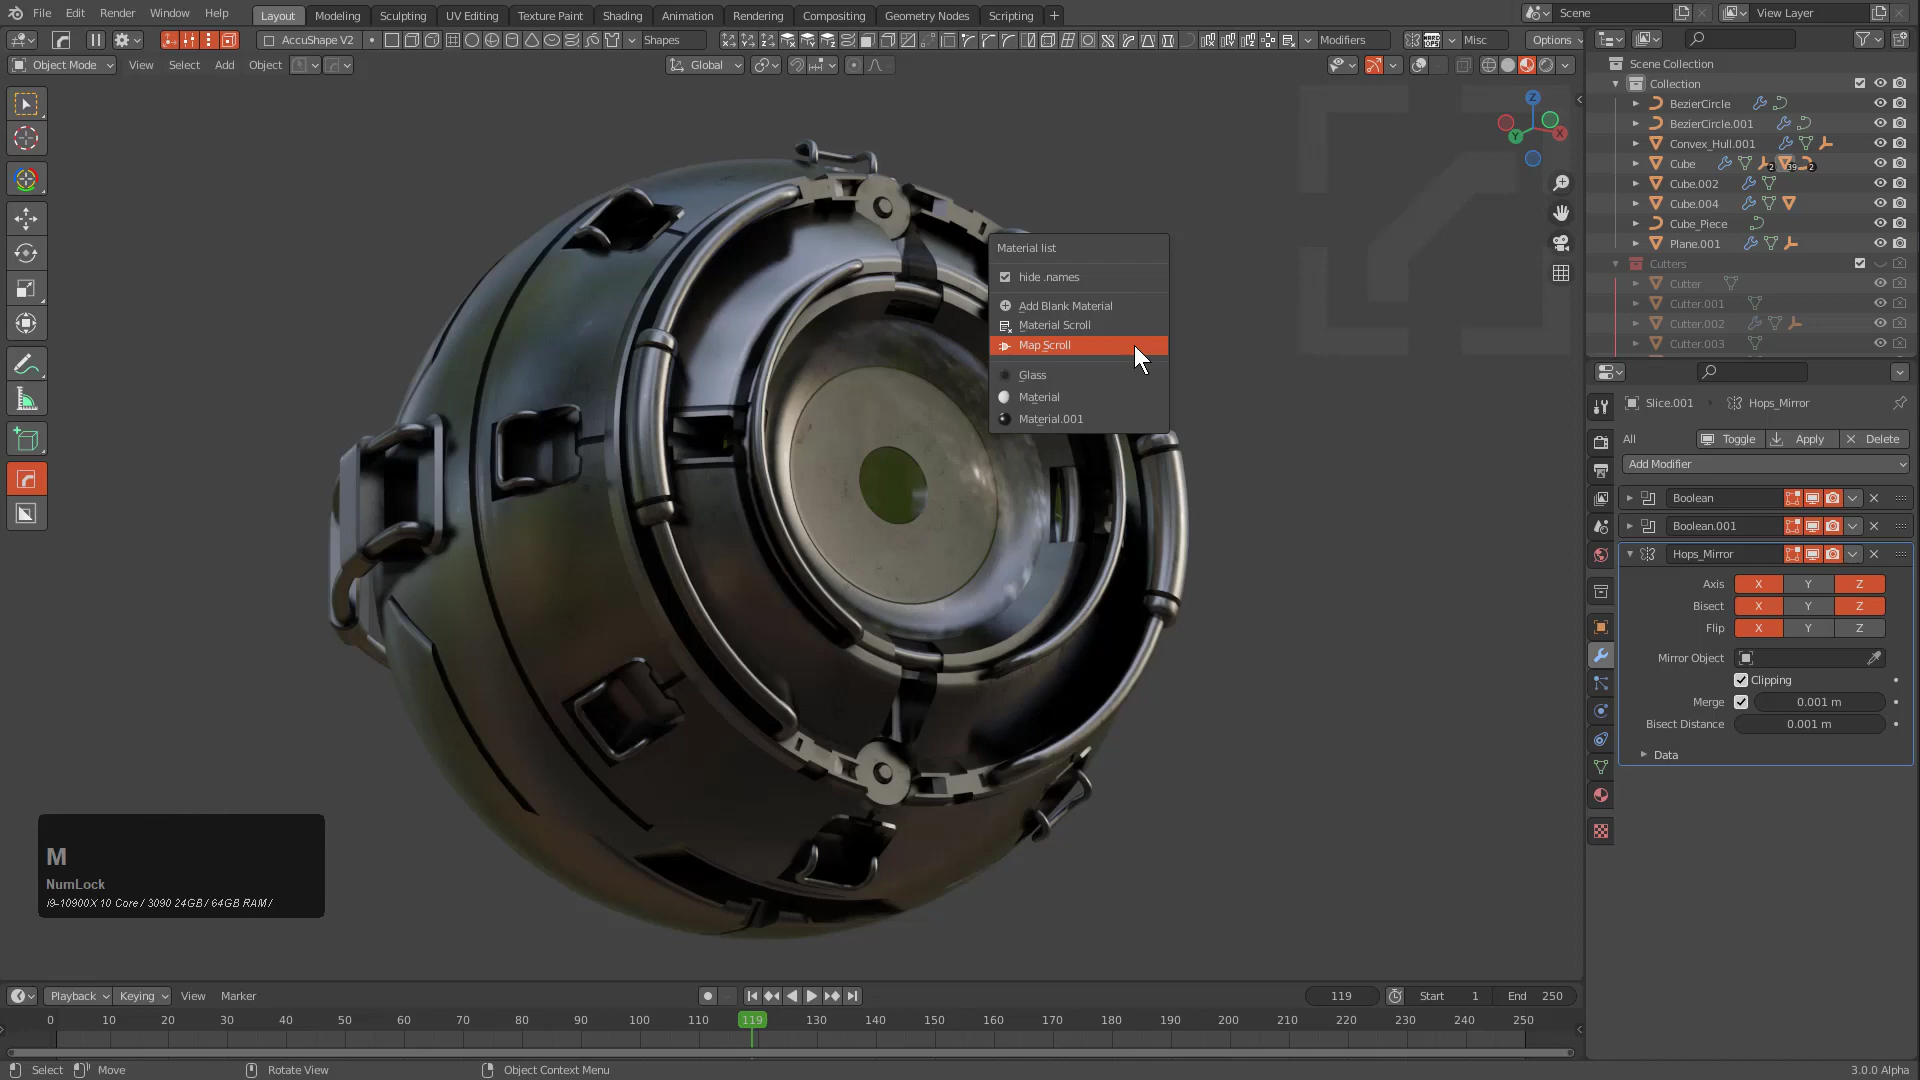 File Edit Render Window Help Layout Modeling Sculpting UV Editing Texture Paint Shading Animation Rendering Compositing Geometry Nodes Scripting + Scene View Layer
AccuShape V2 Shapes Modifiers Misc Options
Object Mode View Select Add Object Global
Scene Collection
Collection
BezierCircle
BezierCircle.001
Convex_Hull.001
Cube 2 39 2
Cube.002
Cube.004
Cube_Piece
Plane.001
Cutters
Cutter
Cutter.001
Cutter.002
Cutter.003
Z
X
Y
Material list
hide .names
Add Blank Material
Material Scroll
Map Scroll
Glass
Material
Material.001
Slice.001 Hops_Mirror
All Toggle Apply Delete
Add Modifier
Boolean
Boolean.001
Hops_Mirror
Axis X Y Z
Bisect X Y Z
Flip X Y Z
Mirror Object
Clipping
Merge 0.001 m
Bisect Distance 0.001 m
Data
M
NumLock
i9-10900X 10 Core / 3090 24GB / 64GB RAM /
Playback Keying View Marker 119 Start 1 End 250
0 10 20 30 40 50 60 70 80 90 100 110 119 130 140 150 160 170 180 190 200 210 220 230 240 250
Select Move Rotate View Object Context Menu 3.0.0 Alpha